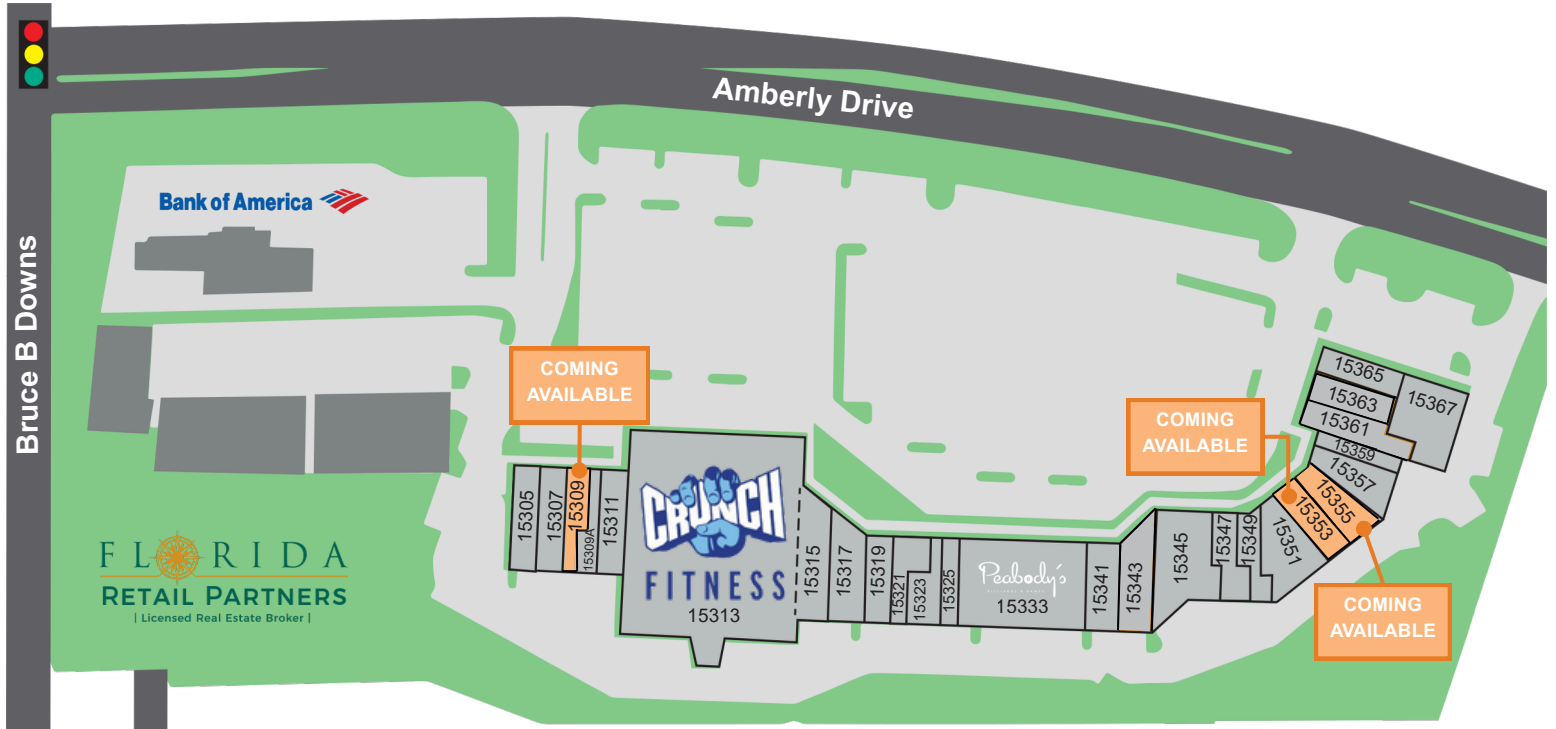 Amberly Drive
Bank of America
Bruce B Downs
COMING
AVAILABLE
COMING
AVAILABLE
COMING
AVAILABLE
15305
15307
15309
15309A
15311
CRUNCH
FITNESS
15313
15315
15317
15319
15321
15323
15325
Peabody's
15333
15341
15343
15345
15347
15349
15351
15353
15355
15357
15359
15361
15363
15365
15367
FLORIDA
RETAIL PARTNERS
| Licensed Real Estate Broker |